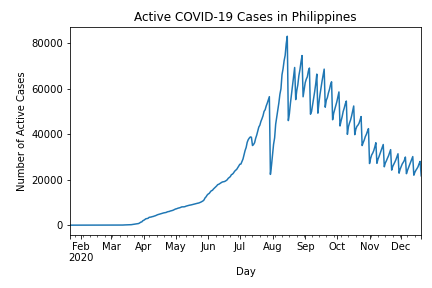 Active COVID-19 Cases in Philippines
Number of Active Cases
80000
60000
40000
20000
0
Feb Mar Apr May Jun Jul Aug Sep Oct Nov Dec
2020
Day